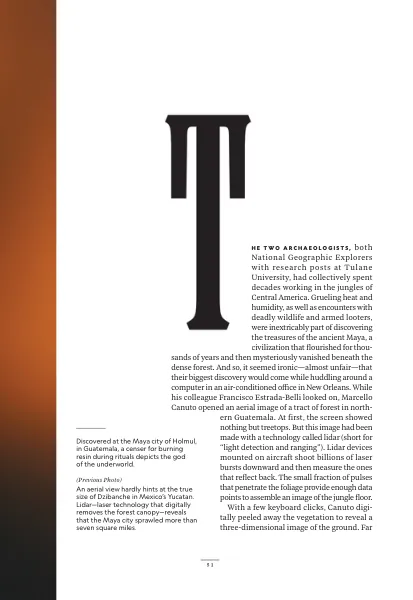 T
HE TWO ARCHAEOLOGISTS, both
National Geographic Explorers
with research posts at Tulane
University, had collectively spent
decades working in the jungles of
Central America. Grueling heat and
humidity, as well as encounters with
deadly wildlife and armed looters,
were inextricably part of discovering
the treasures of the ancient Maya, a
civilization that flourished for thou-
sands of years and then mysteriously vanished beneath the
dense forest. And so, it seemed ironic—almost unfair—that
their biggest discovery would come while huddling around a
computer in an air-conditioned office in New Orleans. While
his colleague Francisco Estrada-Belli looked on, Marcello
Canuto opened an aerial image of a tract of forest in north-
ern Guatemala. At first, the screen showed
nothing but treetops. But this image had been
made with a technology called lidar (short for
“light detection and ranging”). Lidar devices
mounted on aircraft shoot billions of laser
bursts downward and then measure the ones
that reflect back. The small fraction of pulses
that penetrate the foliage provide enough data
points to assemble an image of the jungle floor.
With a few keyboard clicks, Canuto digi-
tally peeled away the vegetation to reveal a
three-dimensional image of the ground. Far
Discovered at the Maya city of Holmul,
in Guatemala, a censer for burning
resin during rituals depicts the god
of the underworld.
(Previous Photo)
An aerial view hardly hints at the true
size of Dzibanche in Mexico’s Yucatan.
Lidar—laser technology that digitally
removes the forest canopy—reveals
that the Maya city sprawled more than
seven square miles.